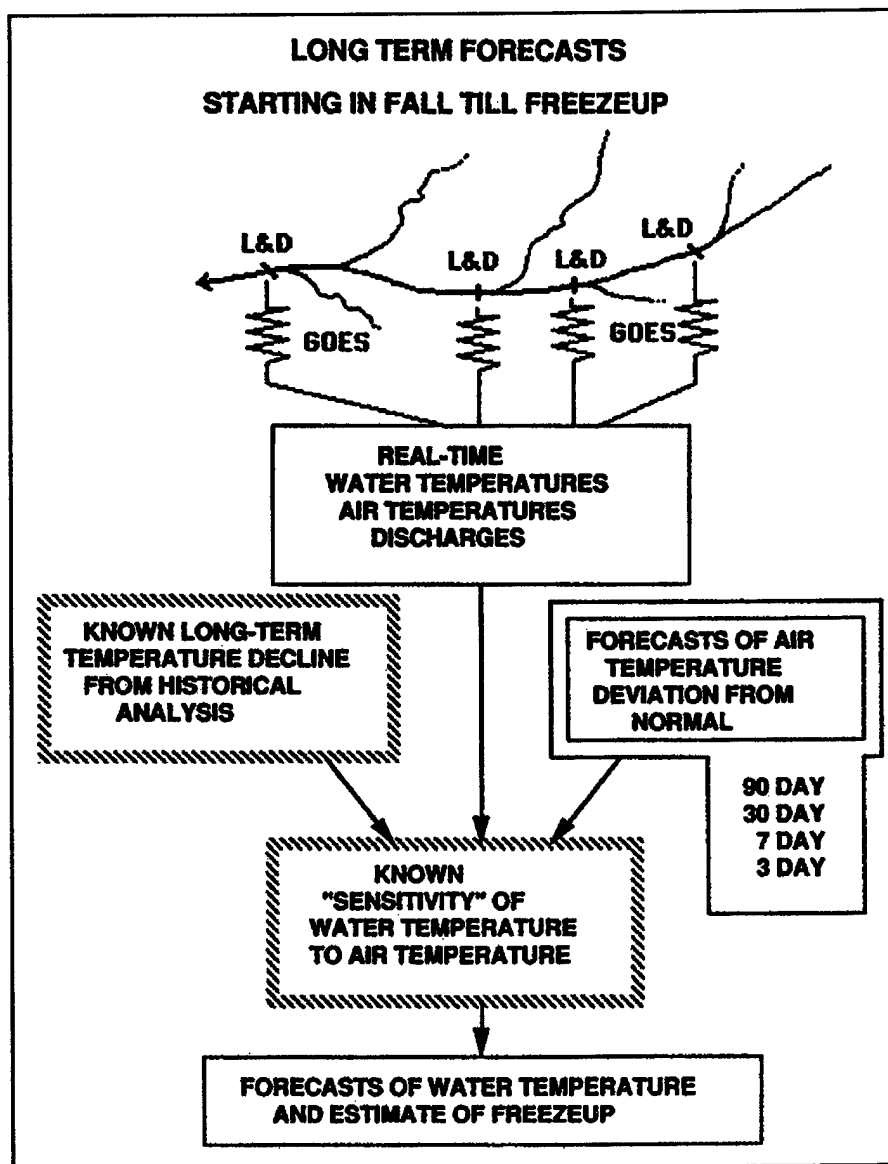 LONG TERM FORECASTS
STARTING IN FALL TILL FREEZEUP
L&D
L&D
L&D
L&D
GOES
GOES
REAL-TIME
WATER TEMPERATURES
AIR TEMPERATURES
DISCHARGES
KNOWN LONG-TERM
TEMPERATURE DECLINE
FROM HISTORICAL
ANALYSIS
FORECASTS OF AIR
TEMPERATURE
DEVIATION FROM
NORMAL
90 DAY
30 DAY
7 DAY
3 DAY
KNOWN
"SENSITIVITY" OF
WATER TEMPERATURE
TO AIR TEMPERATURE
FORECASTS OF WATER TEMPERATURE
AND ESTIMATE OF FREEZEUP